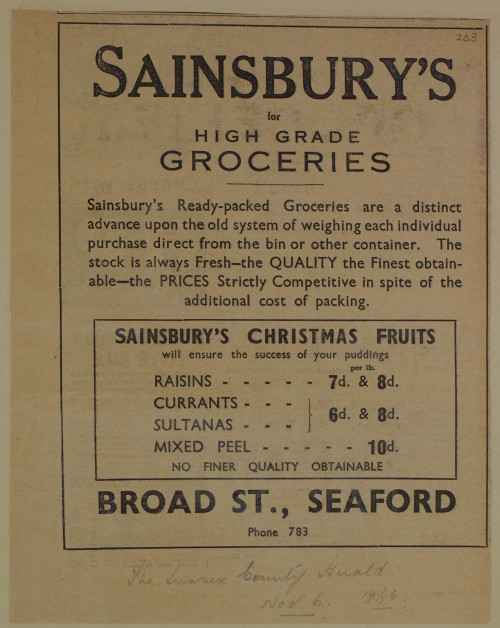 203
SAINSBURY'S
for
HIGH GRADE
GROCERIES
Sainsbury's Ready-packed Groceries are a distinct
advance upon the old system of weighing each individual
purchase direct from the bin or other container. The
stock is always Fresh—the QUALITY the Finest obtain-
able—the PRICES Strictly Competitive in spite of the
additional cost of packing.
SAINSBURY'S CHRISTMAS FRUITS
will ensure the success of your puddings
per lb.
RAISINS - - - - - 7d. & 8d.
CURRANTS - - -
6d. & 8d.
SULTANAS - - -
MIXED PEEL - - - - - 10d.
NO FINER QUALITY OBTAINABLE
BROAD ST., SEAFORD
Phone 783
The Sussex County Herald
Nov 6.